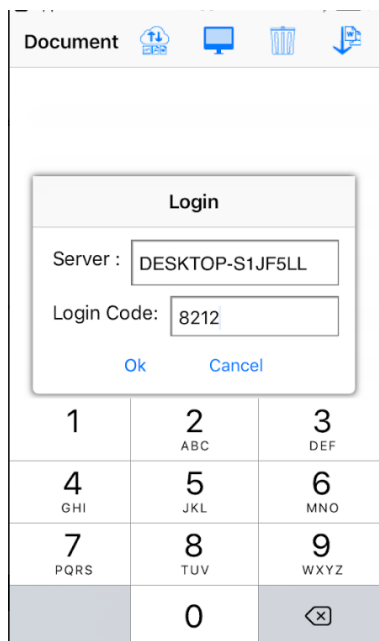 Document
Login
Server : DESKTOP-S1JF5LL
Login Code: 8212
Ok Cancel
1 2 3
ABC DEF
4 5 6
GHI JKL MNO
7 8 9
PQRS TUV WXYZ
0